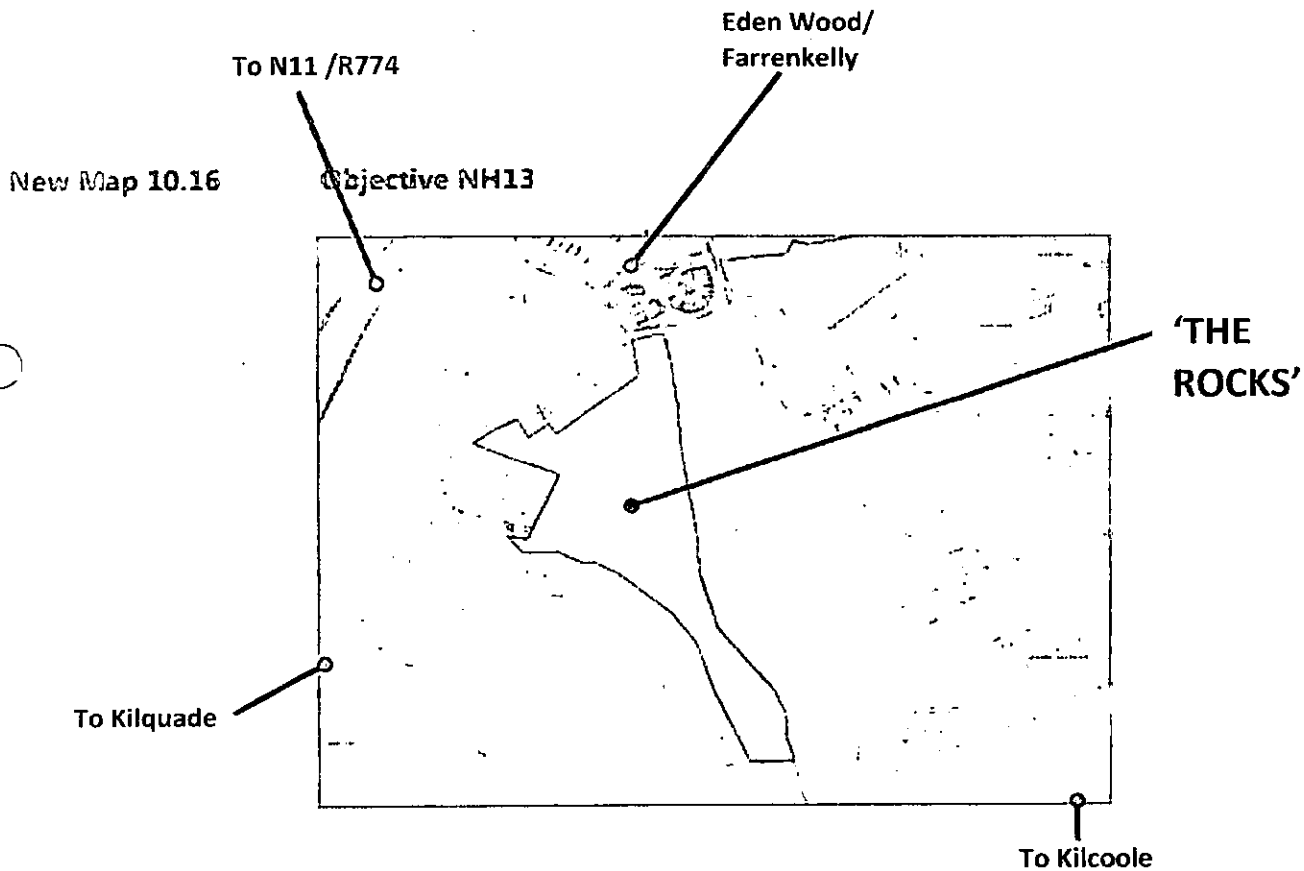 Eden Wood/
Farrenkelly
To N11 /R774
New Map 10.16 Objective NH13
‘THE
ROCKS’
To Kilquade
To Kilcoole